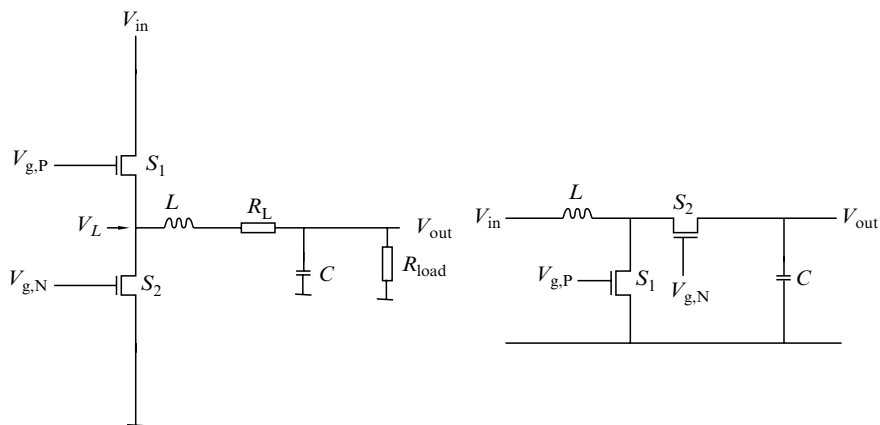 V_in
V_g,P
S_1
L
R_L
V_L
V_out
V_g,N
S_2
C
R_load
L
S_2
V_in
V_out
V_g,P
S_1
V_g,N
C